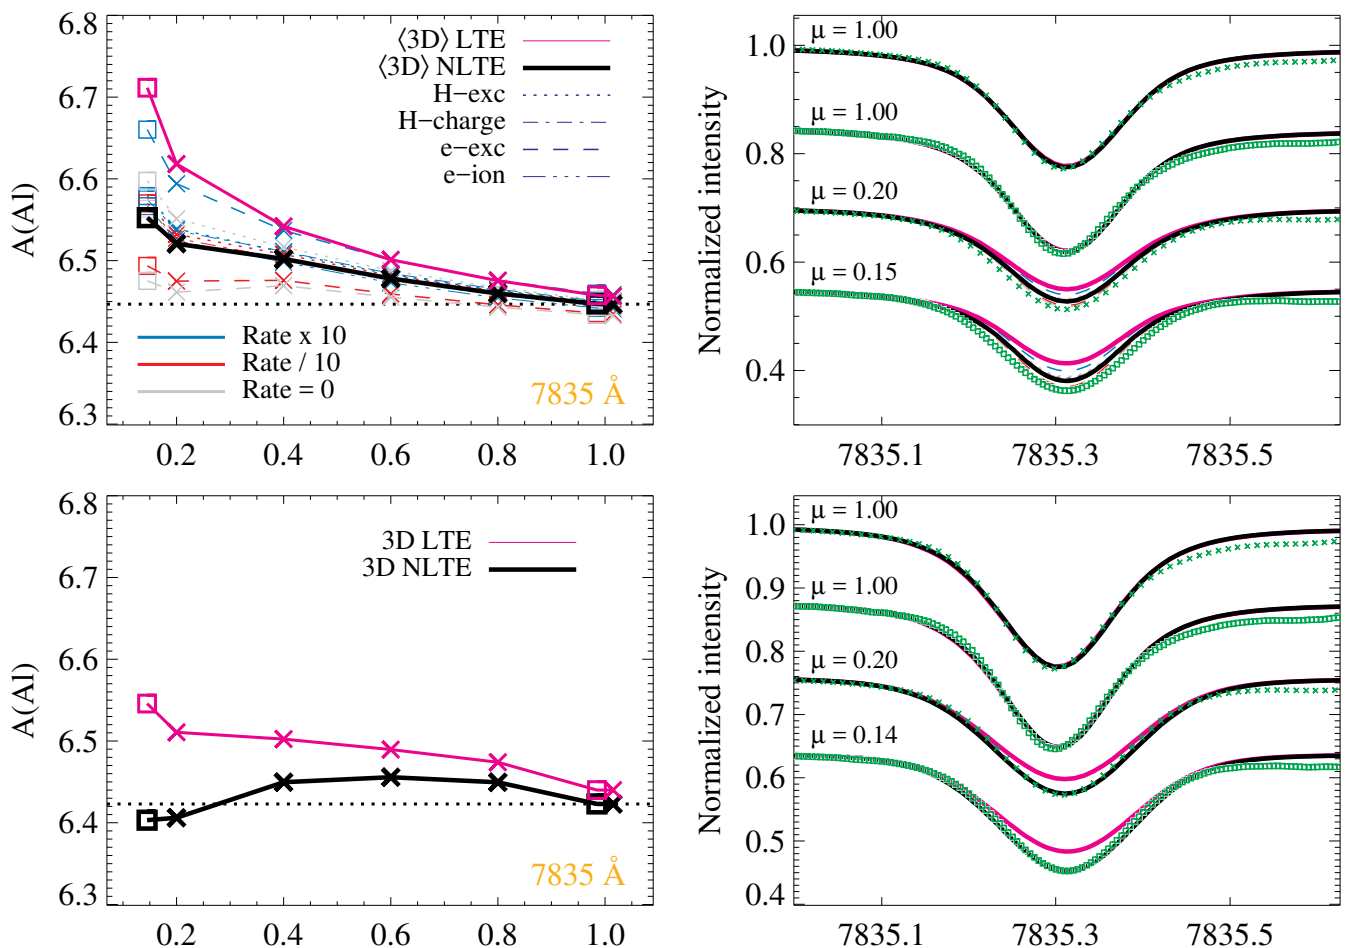 6.8
6.7
6.6
6.5
6.4
6.3
A(Al)
⟨3D⟩ LTE
⟨3D⟩ NLTE
H−exc
H−charge
e−exc
e−ion
Rate x 10
Rate / 10
Rate = 0
7835 Å
0.2 0.4 0.6 0.8 1.0
1.0
0.8
0.6
0.4
Normalized intensity
μ = 1.00
μ = 1.00
μ = 0.20
μ = 0.15
7835.1 7835.3 7835.5
6.8
6.7
6.6
6.5
6.4
6.3
A(Al)
3D LTE
3D NLTE
7835 Å
0.2 0.4 0.6 0.8 1.0
1.0
0.9
0.8
0.7
0.6
0.5
0.4
Normalized intensity
μ = 1.00
μ = 1.00
μ = 0.20
μ = 0.14
7835.1 7835.3 7835.5